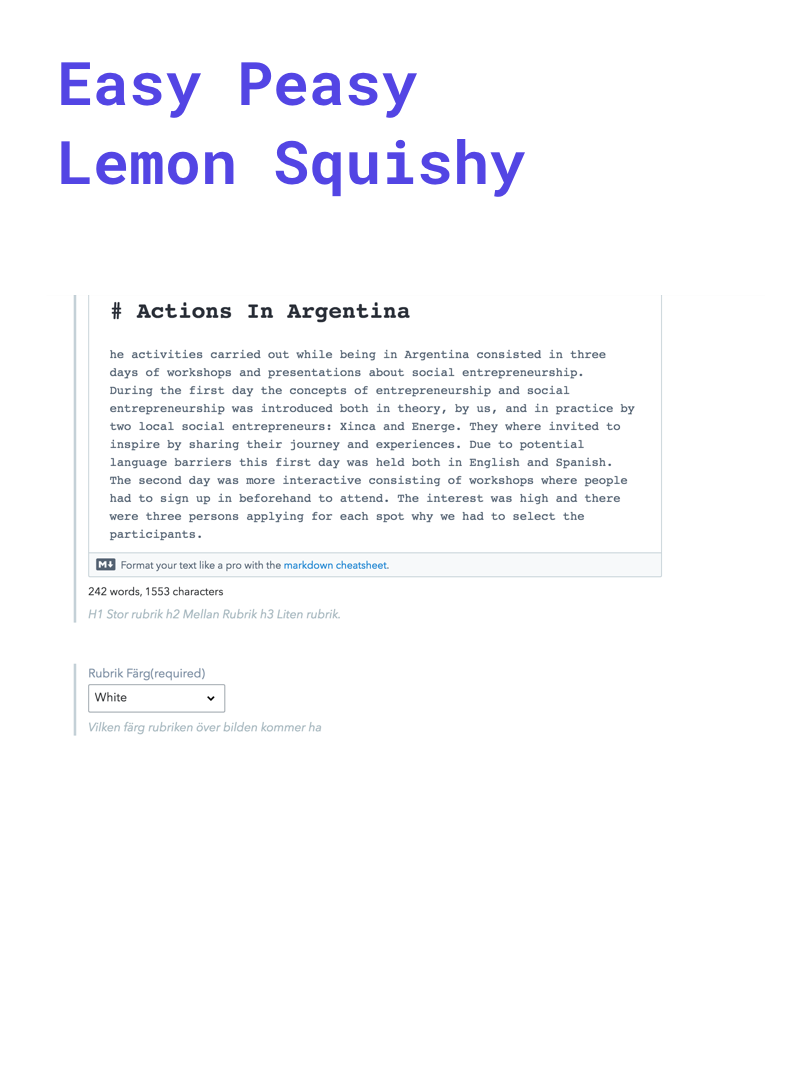 Easy Peasy
Lemon Squishy
# Actions In Argentina
he activities carried out while being in Argentina consisted in three
days of workshops and presentations about social entrepreneurship.
During the first day the concepts of entrepreneurship and social
entrepreneurship was introduced both in theory, by us, and in practice by
two local social entrepreneurs: Xinca and Energe. They where invited to
inspire by sharing their journey and experiences. Due to potential
language barriers this first day was held both in English and Spanish.
The second day was more interactive consisting of workshops where people
had to sign up in beforehand to attend. The interest was high and there
were three persons applying for each spot why we had to select the
participants.
M Format your text like a pro with the markdown cheatsheet.
242 words, 1553 characters
H1 Stor rubrik h2 Mellan Rubrik h3 Liten rubrik.
Rubrik Färg(required)
White
Vilken färg rubriken över bilden kommer ha